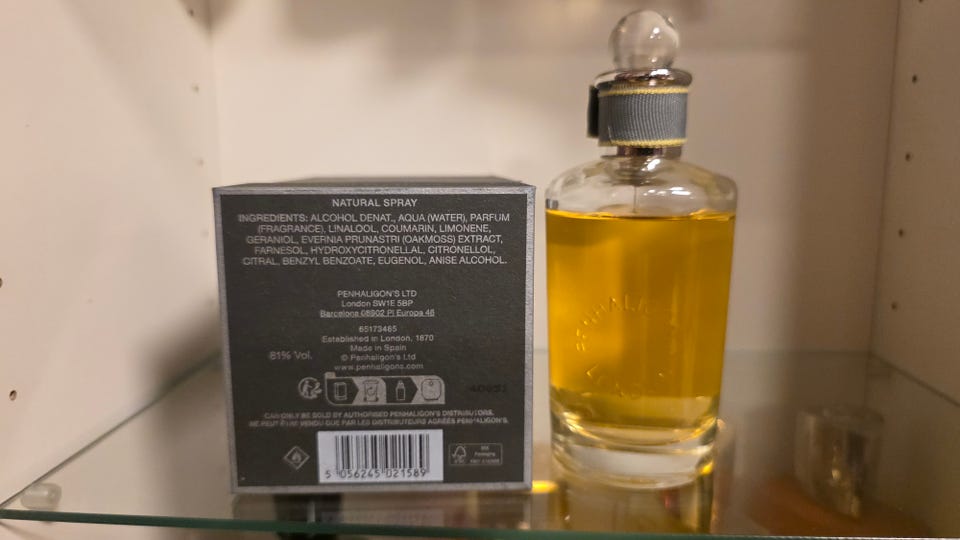 NATURAL SPRAY
INGREDIENTS: ALCOHOL DENAT., AQUA (WATER), PARFUM
(FRAGRANCE), LINALOOL, COUMARIN, LIMONENE,
GERANIOL, EVERNIA PRUNASTRI (OAKMOSS) EXTRACT,
FARNESOL, HYDROXYCITRONELLAL, CITRONELLOL,
CITRAL, BENZYL BENZOATE, EUGENOL, ANISE ALCOHOL.
PENHALIGON'S LTD
London SW1E 5BP
Barcelona 08902 Pl Europa 46
65173465
Established in London, 1870
Made in Spain
81% Vol.
© Penhaligon's Ltd
www.penhaligons.com
CAN ONLY BE SOLD BY AUTHORISED PENHALIGON'S DISTRIBUTORS.
NE PEUT ÊTRE VENDU QUE PAR LES DISTRIBUTEURS AGRÉÉS PENHALIGON'S.
5 056245 021589